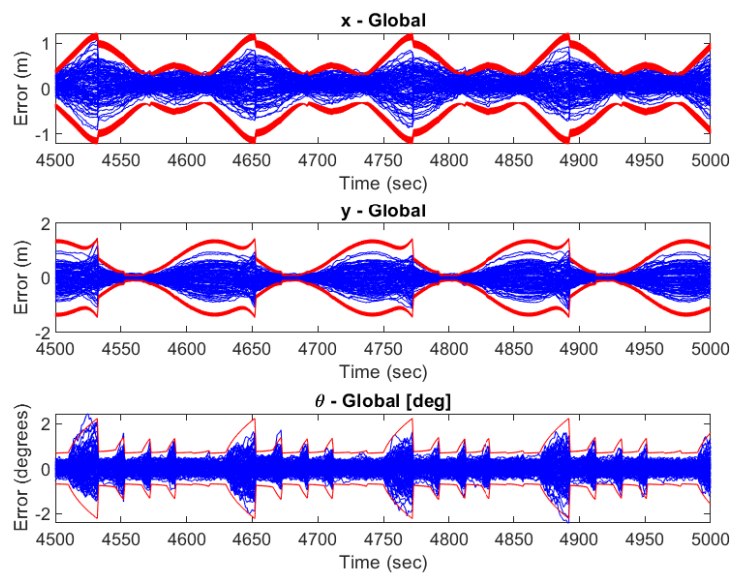 x - Global
Error (m)
1
0
-1
4500 4550 4600 4650 4700 4750 4800 4850 4900 4950 5000
Time (sec)
y - Global
Error (m)
2
0
-2
4500 4550 4600 4650 4700 4750 4800 4850 4900 4950 5000
Time (sec)
θ - Global [deg]
Error (degrees)
2
0
-2
4500 4550 4600 4650 4700 4750 4800 4850 4900 4950 5000
Time (sec)